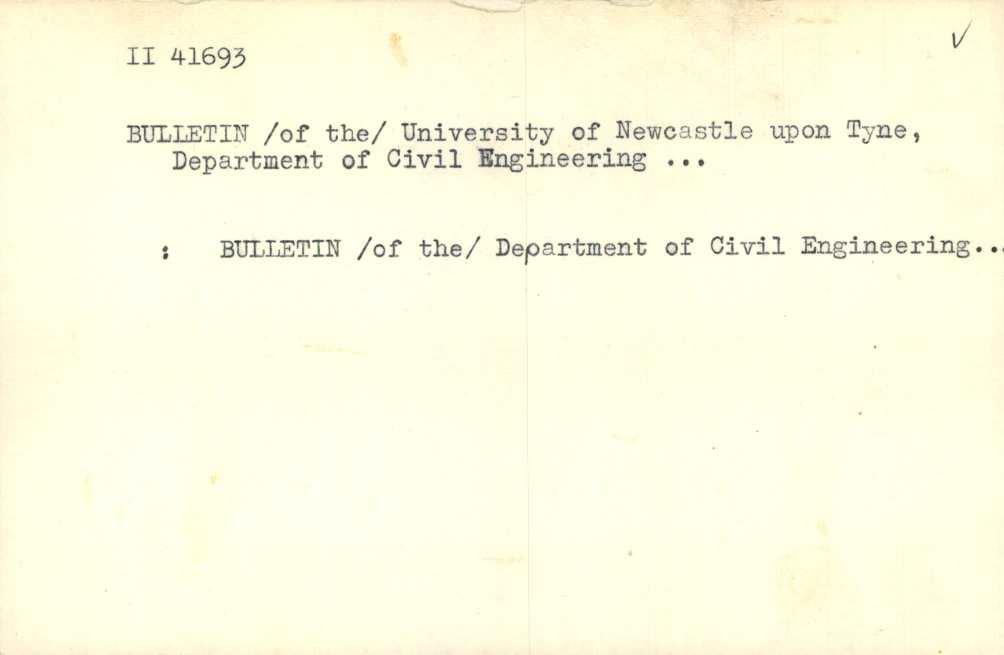 II 41693
BULLETIN /of the/ University of Newcastle upon Tyne,
Department of Civil Engineering ...
: BULLETIN /of the/ Department of Civil Engineering...